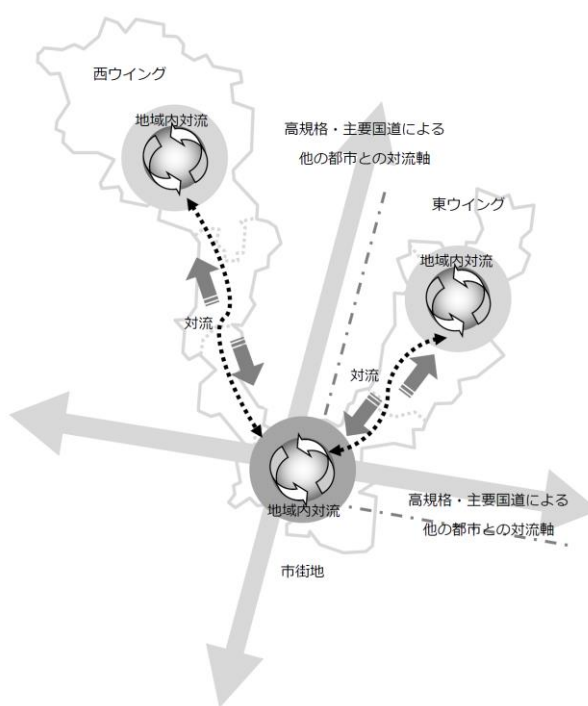 西ウイング
地域内対流
高規格・主要国道による
他の都市との対流軸
東ウイング
地域内対流
対流
対流
地域内対流
高規格・主要国道による
他の都市との対流軸
市街地